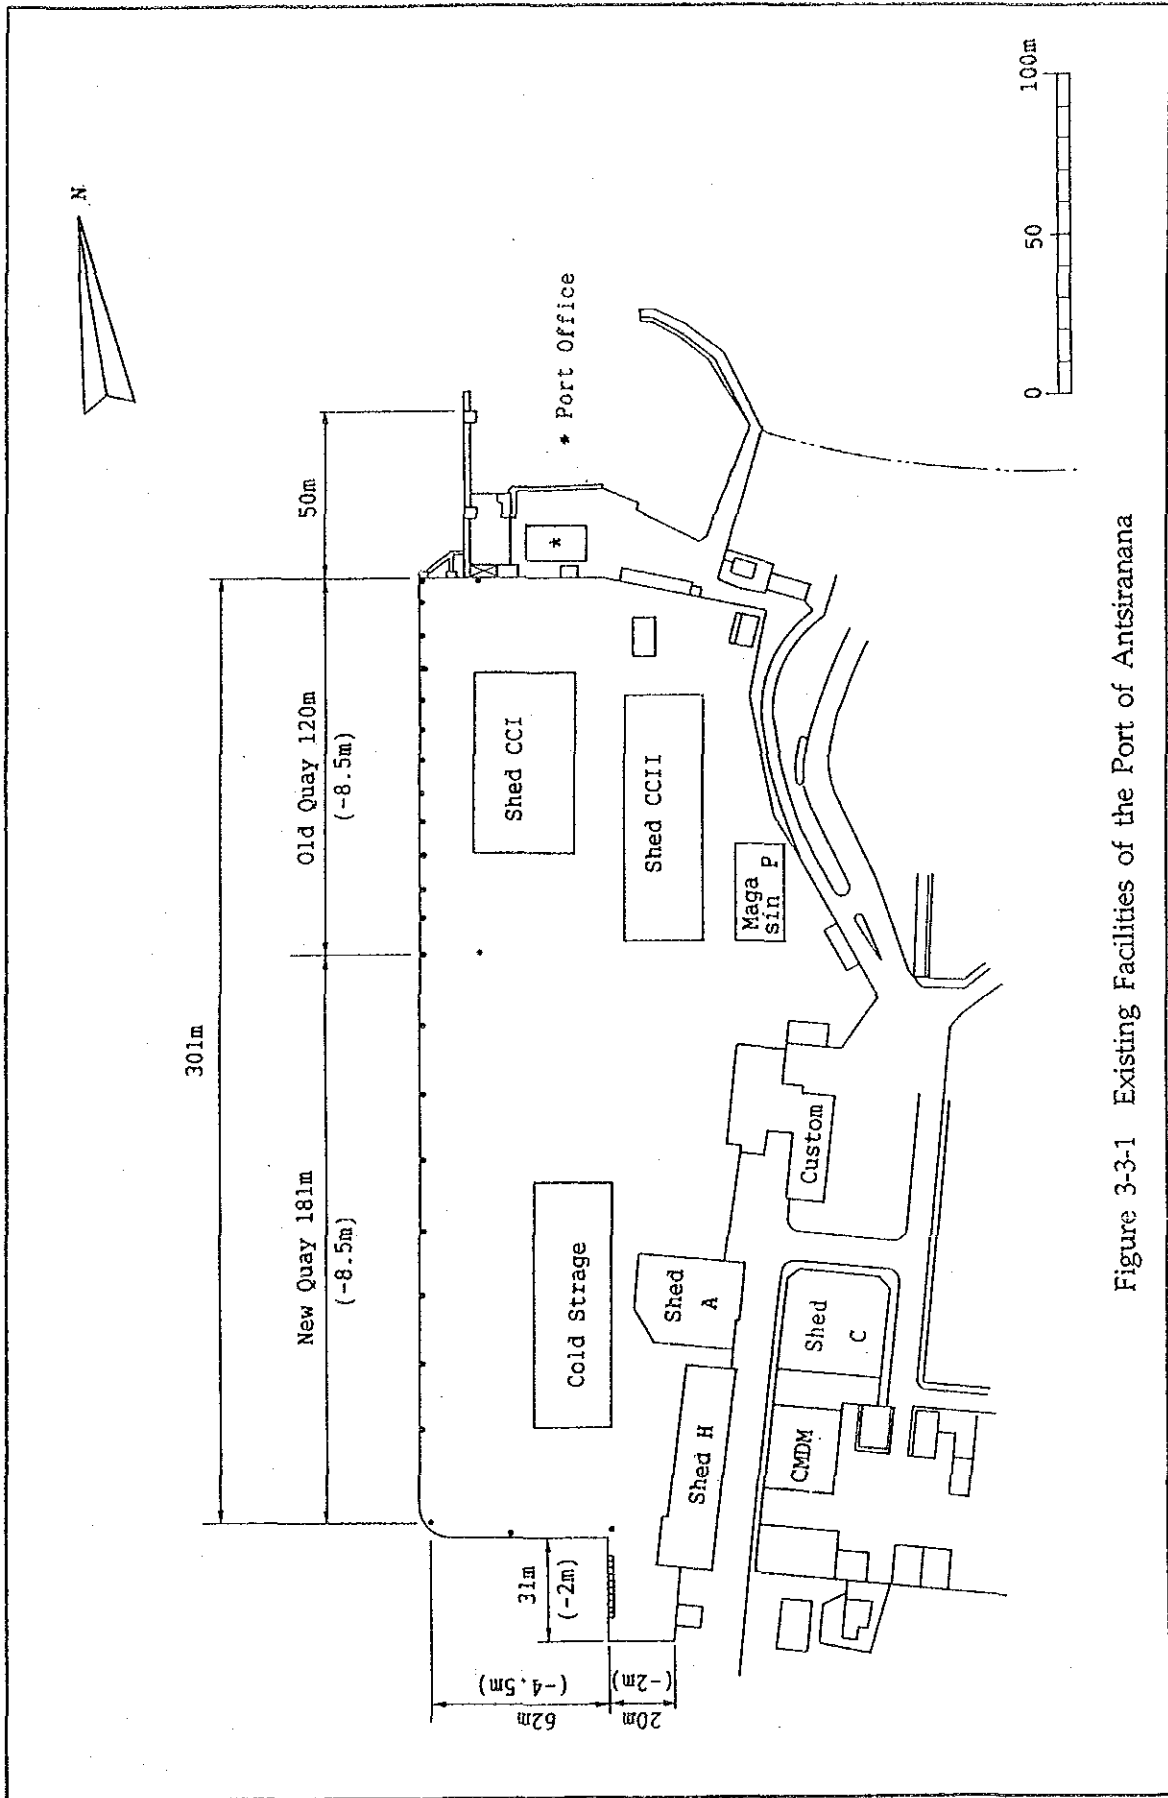 N
301m
New Quay 181m
(-8.5m)
Old Quay 120m
(-8.5m)
50m
* Port Office
*
Shed CCI
Shed CCII
Maga
sin P
Cold Strage
Shed
A
Custom
Shed H
Shed
C
CMDM
31m
(-2m)
62m
(-4.5m)
20m
(-2m)
0
50
100m
Figure 3-3-1 Existing Facilities of the Port of Antsiranana